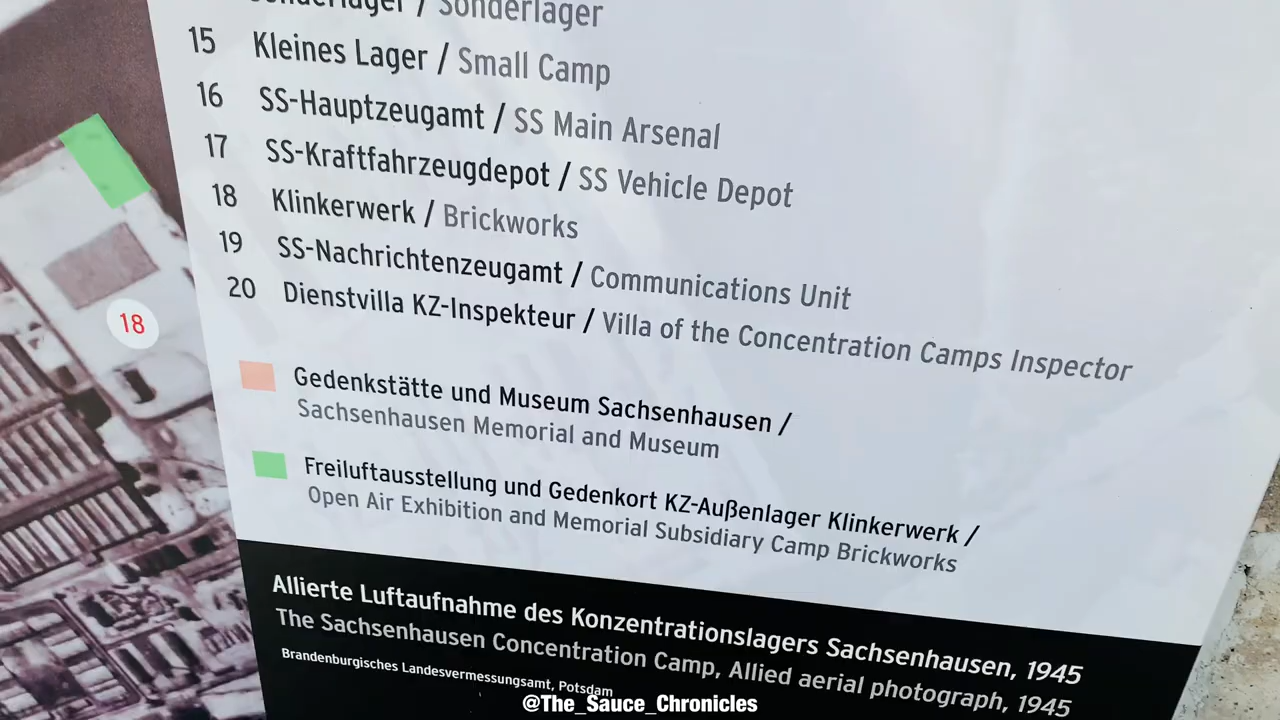 Sonderlager / Sonderlager
15 Kleines Lager / Small Camp
16 SS-Hauptzeugamt / SS Main Arsenal
17 SS-Kraftfahrzeugdepot / SS Vehicle Depot
18 Klinkerwerk / Brickworks
19 SS-Nachrichtenzeugamt / Communications Unit
20 Dienstvilla KZ-Inspekteur / Villa of the Concentration Camps Inspector
18
Gedenkstätte und Museum Sachsenhausen /
Sachsenhausen Memorial and Museum
Freiluftausstellung und Gedenkort KZ-Außenlager Klinkerwerk /
Open Air Exhibition and Memorial Subsidiary Camp Brickworks
Allierte Luftaufnahme des Konzentrationslagers Sachsenhausen, 1945
The Sachsenhausen Concentration Camp, Allied aerial photograph, 1945
Brandenburgisches Landesvermessungsamt, Potsdam
@The_Sauce_Chronicles